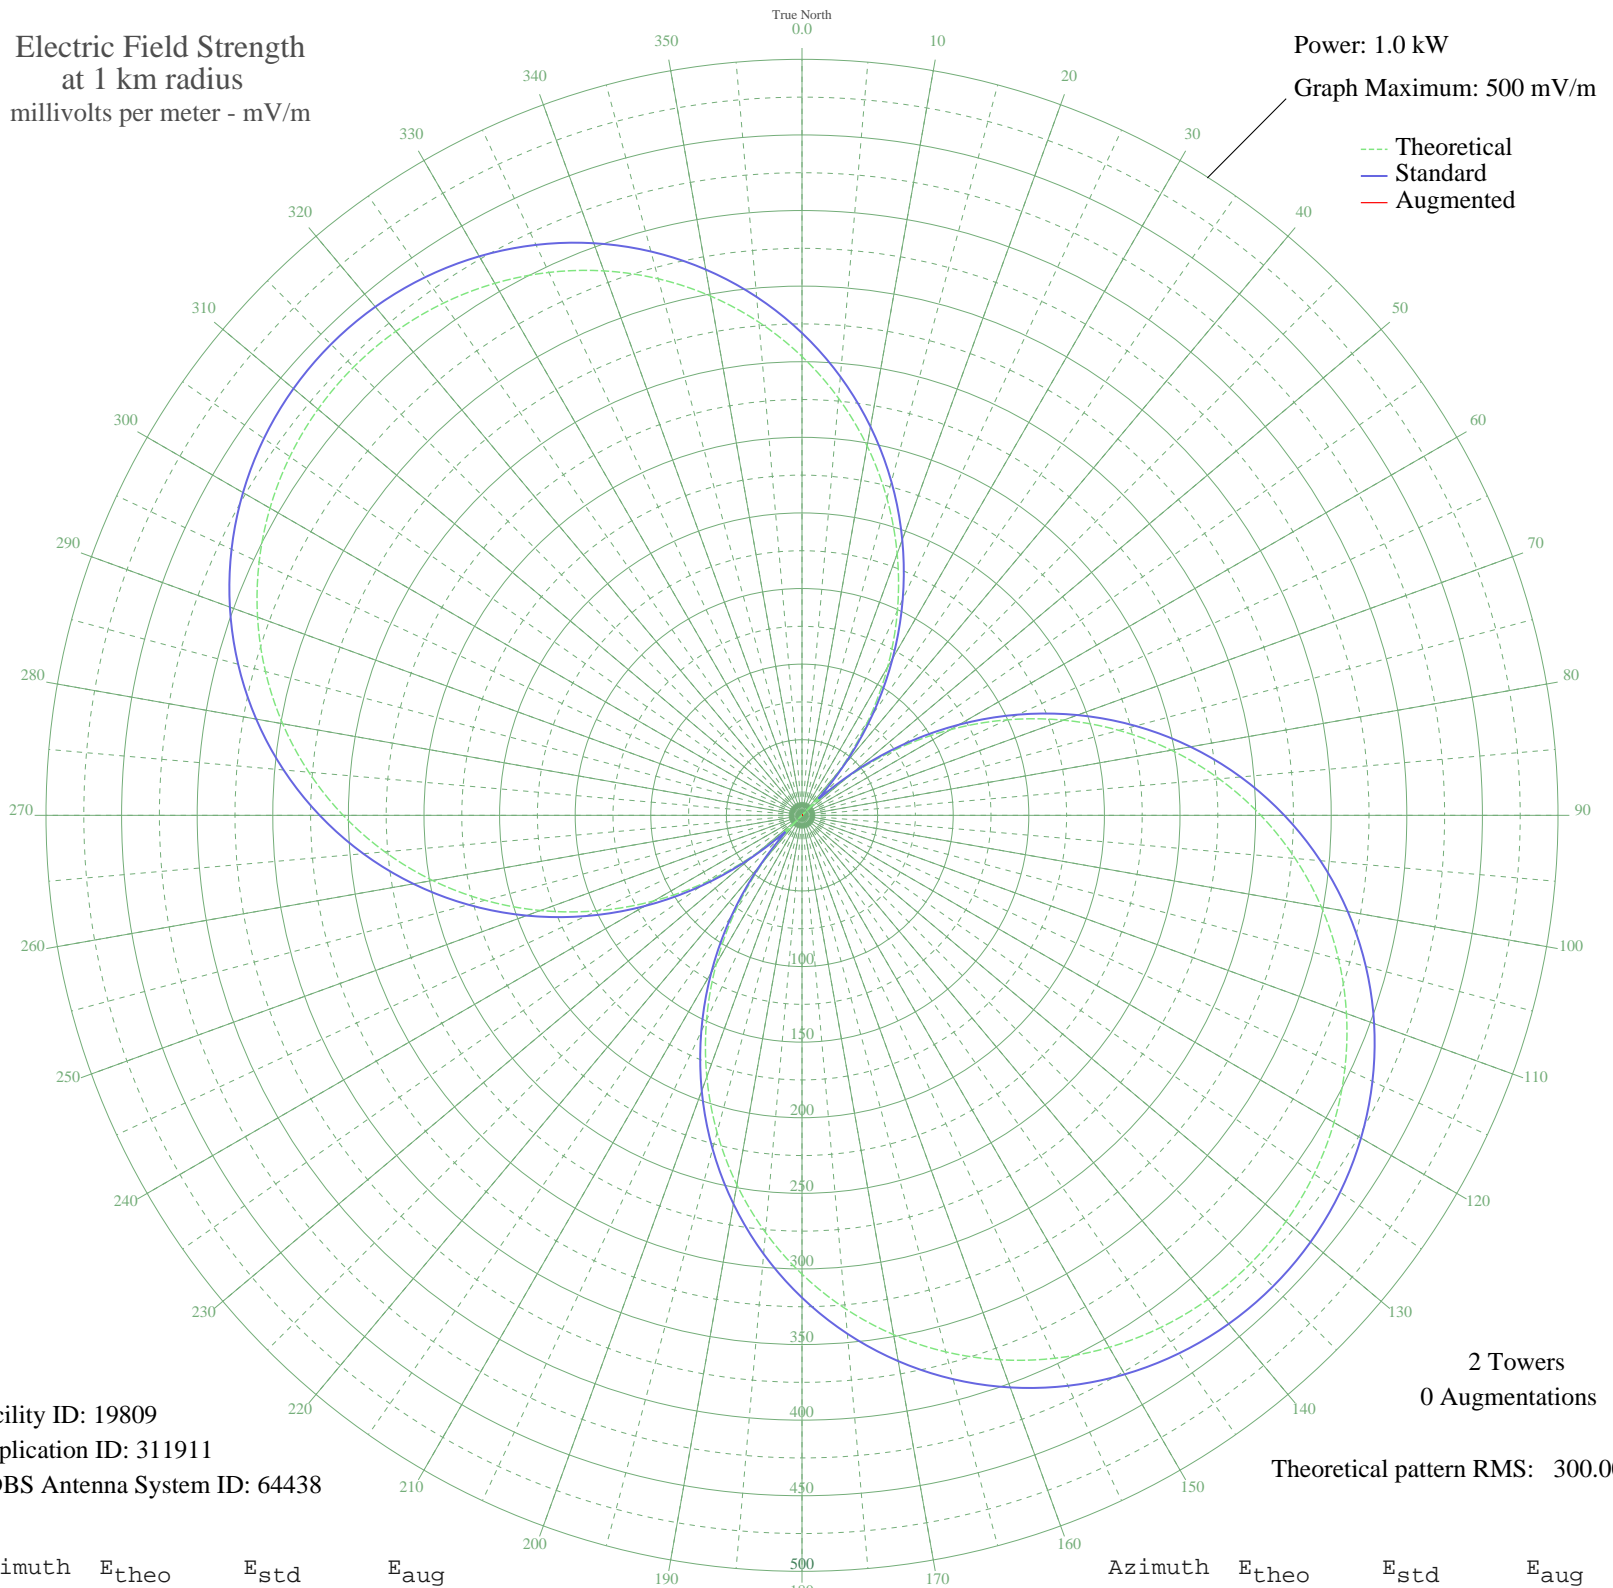 True North
Electric Field Strength
at 1 km radius
millivolts per meter - mV/m
Power: 1.0 kW
Graph Maximum: 500 mV/m
Theoretical
Standard
Augmented
0.0
10
20
30
40
50
60
70
80
90
100
110
120
130
140
150
160
170
190
200
210
220
230
240
250
260
270
280
290
300
310
320
330
340
350
100
150
200
250
300
350
400
450
500
2 Towers
0 Augmentations
cility ID: 19809
plication ID: 311911
DBS Antenna System ID: 64438
Theoretical pattern RMS: 300.00
imuth Etheo Estd Eaug
Azimuth Etheo Estd Eaug